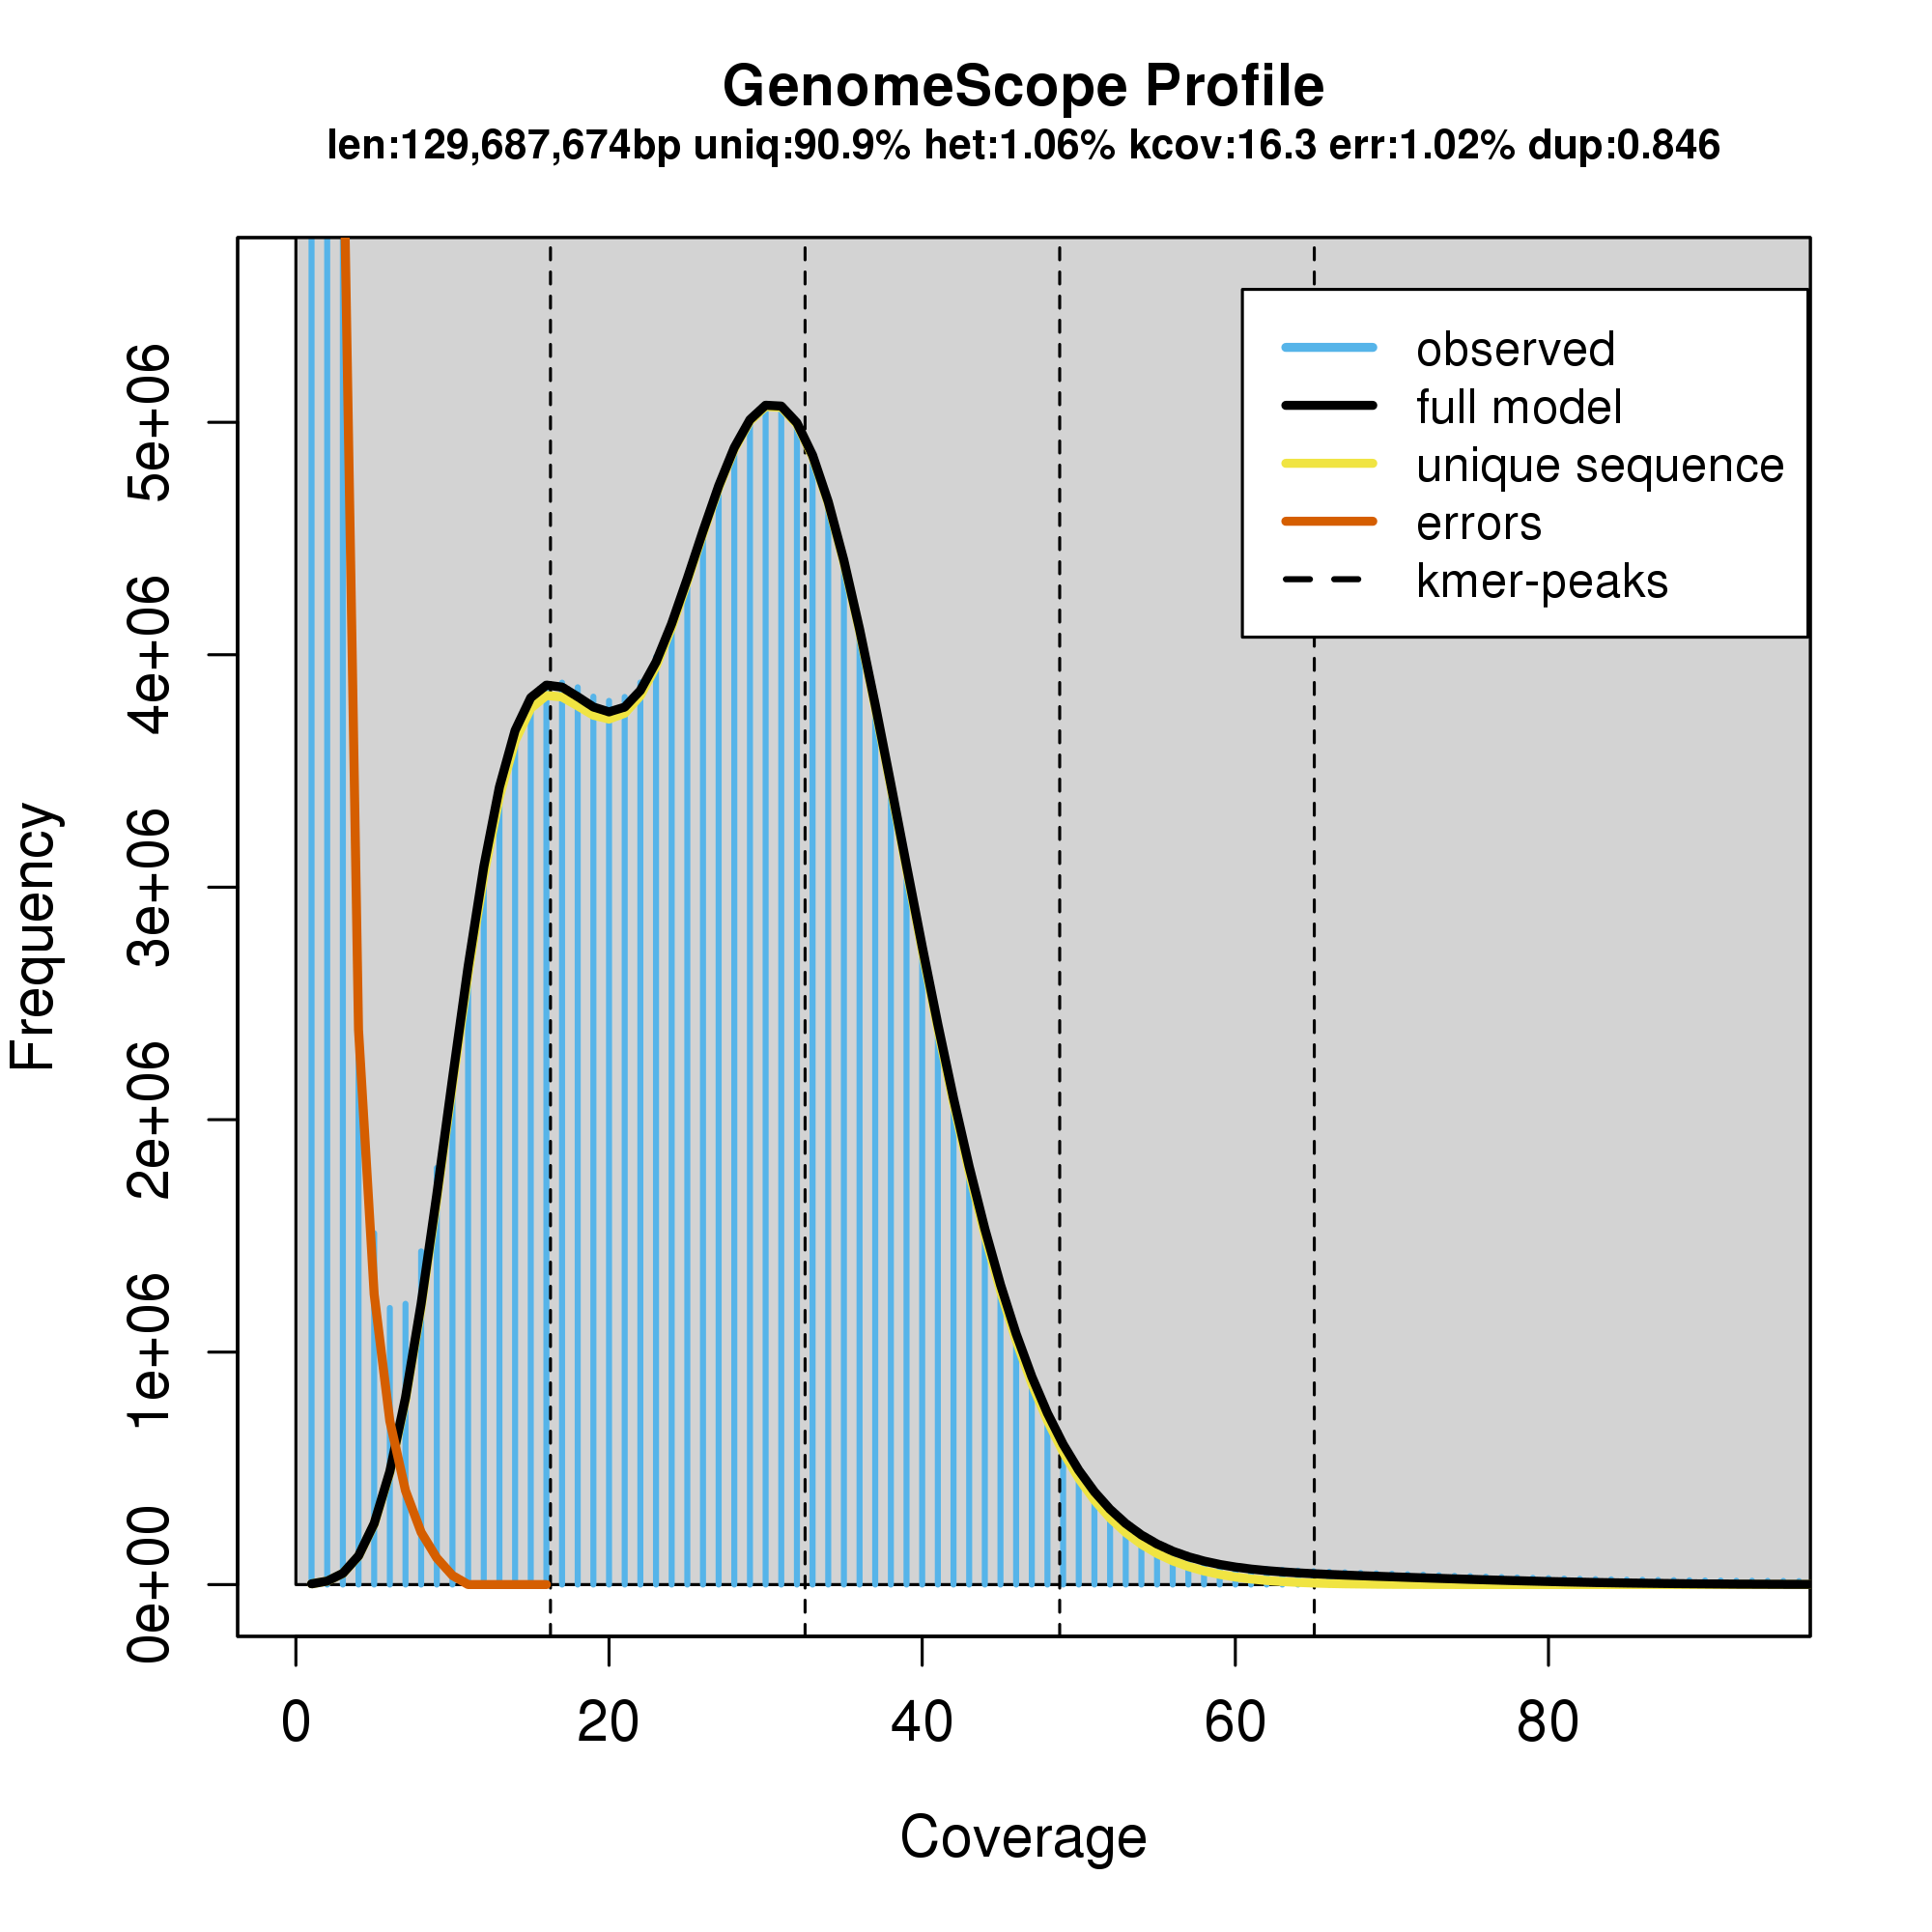 GenomeScope Profile
len:129,687,674bp uniq:90.9% het:1.06% kcov:16.3 err:1.02% dup:0.846
observed
full model
unique sequence
errors
kmer-peaks
Frequency
5e+06
4e+06
3e+06
2e+06
1e+06
0e+00
0 20 40 60 80
Coverage